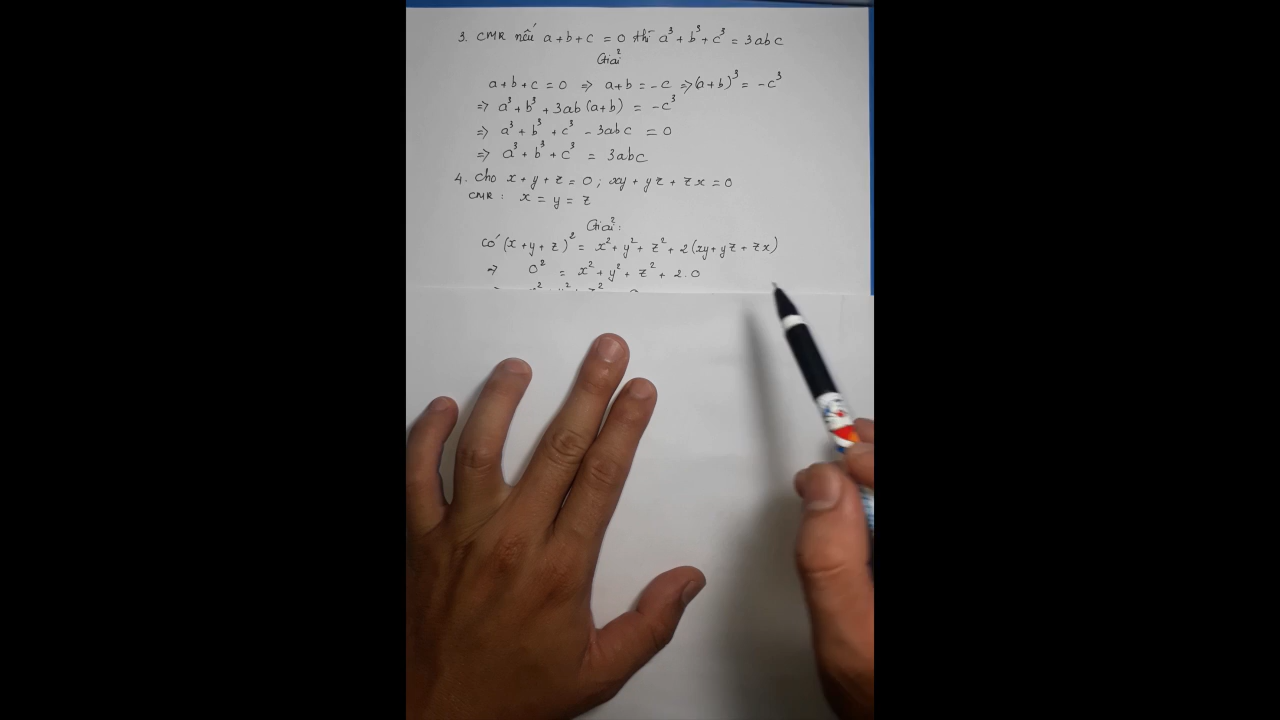 3. CMR nếu a + b + c = 0 thì a³ + b³ + c³ = 3abc
Giải
a + b + c = 0 => a + b = -c => (a + b)³ = -c³
=> a³ + b³ + 3ab (a + b) = -c³
=> a³ + b³ + c³ - 3abc = 0
=> a³ + b³ + c³ = 3abc
4. Cho x + y + z = 0 ; xy + yz + zx = 0
CMR : x = y = z
Giải :
Có (x + y + z)² = x² + y² + z² + 2(xy + yz + zx)
=> 0² = x² + y² + z² + 2.0